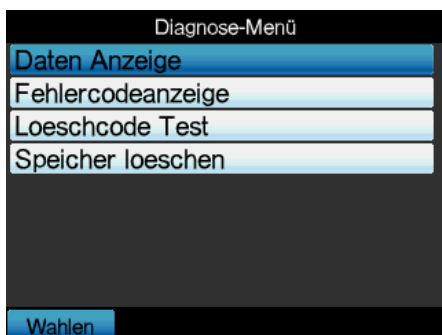 Diagnose-Menü
Daten Anzeige
Fehlercodeanzeige
Loeschcode Test
Speicher loeschen
Wahlen